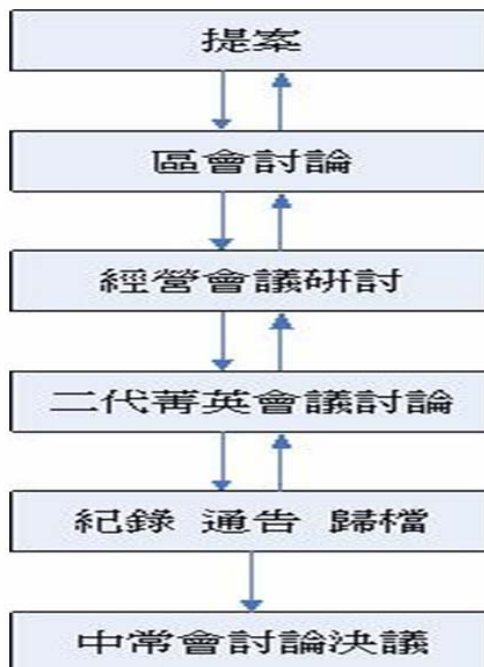 提案
區會討論
經營會議研討
二代菁英會議討論
紀錄 通告 歸檔
中常會討論決議